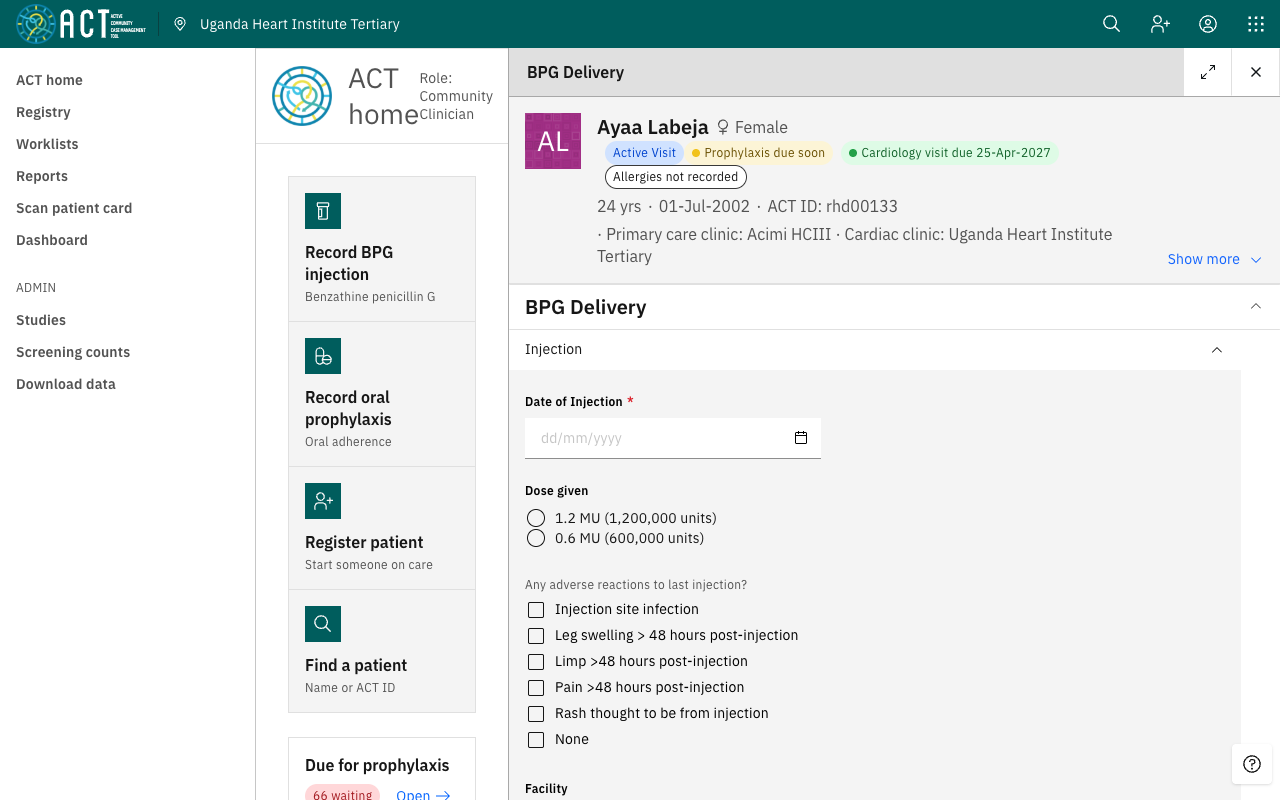 ACT
ACTIVE
COMMUNITY
CASE MANAGEMENT
TOOL
Uganda Heart Institute Tertiary
ACT home
Registry
Worklists
Reports
Scan patient card
Dashboard
ADMIN
Studies
Screening counts
Download data
ACT
home
Role:
Community
Clinician
Record BPG
injection
Benzathine penicillin G
Record oral
prophylaxis
Oral adherence
Register patient
Start someone on care
Find a patient
Name or ACT ID
Due for prophylaxis
66 waiting
Open
BPG Delivery
AL
Ayaa Labeja Female
Active Visit Prophylaxis due soon Cardiology visit due 25-Apr-2027
Allergies not recorded
24 yrs · 01-Jul-2002 · ACT ID: rhd00133
· Primary care clinic: Acimi HCIII · Cardiac clinic: Uganda Heart Institute
Tertiary
Show more
BPG Delivery
Injection
Date of Injection *
dd/mm/yyyy
Dose given
1.2 MU (1,200,000 units)
0.6 MU (600,000 units)
Any adverse reactions to last injection?
Injection site infection
Leg swelling > 48 hours post-injection
Limp >48 hours post-injection
Pain >48 hours post-injection
Rash thought to be from injection
None
Facility